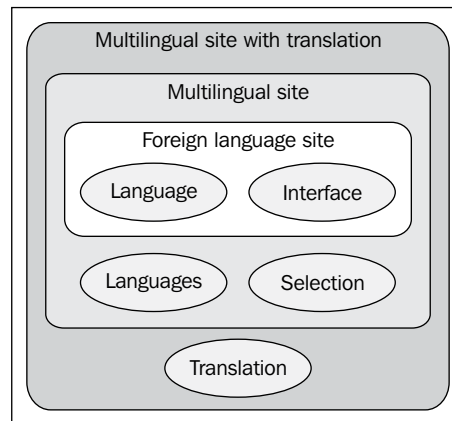 Multilingual site with translation
Multilingual site
Foreign language site
Language Interface
Languages Selection
Translation